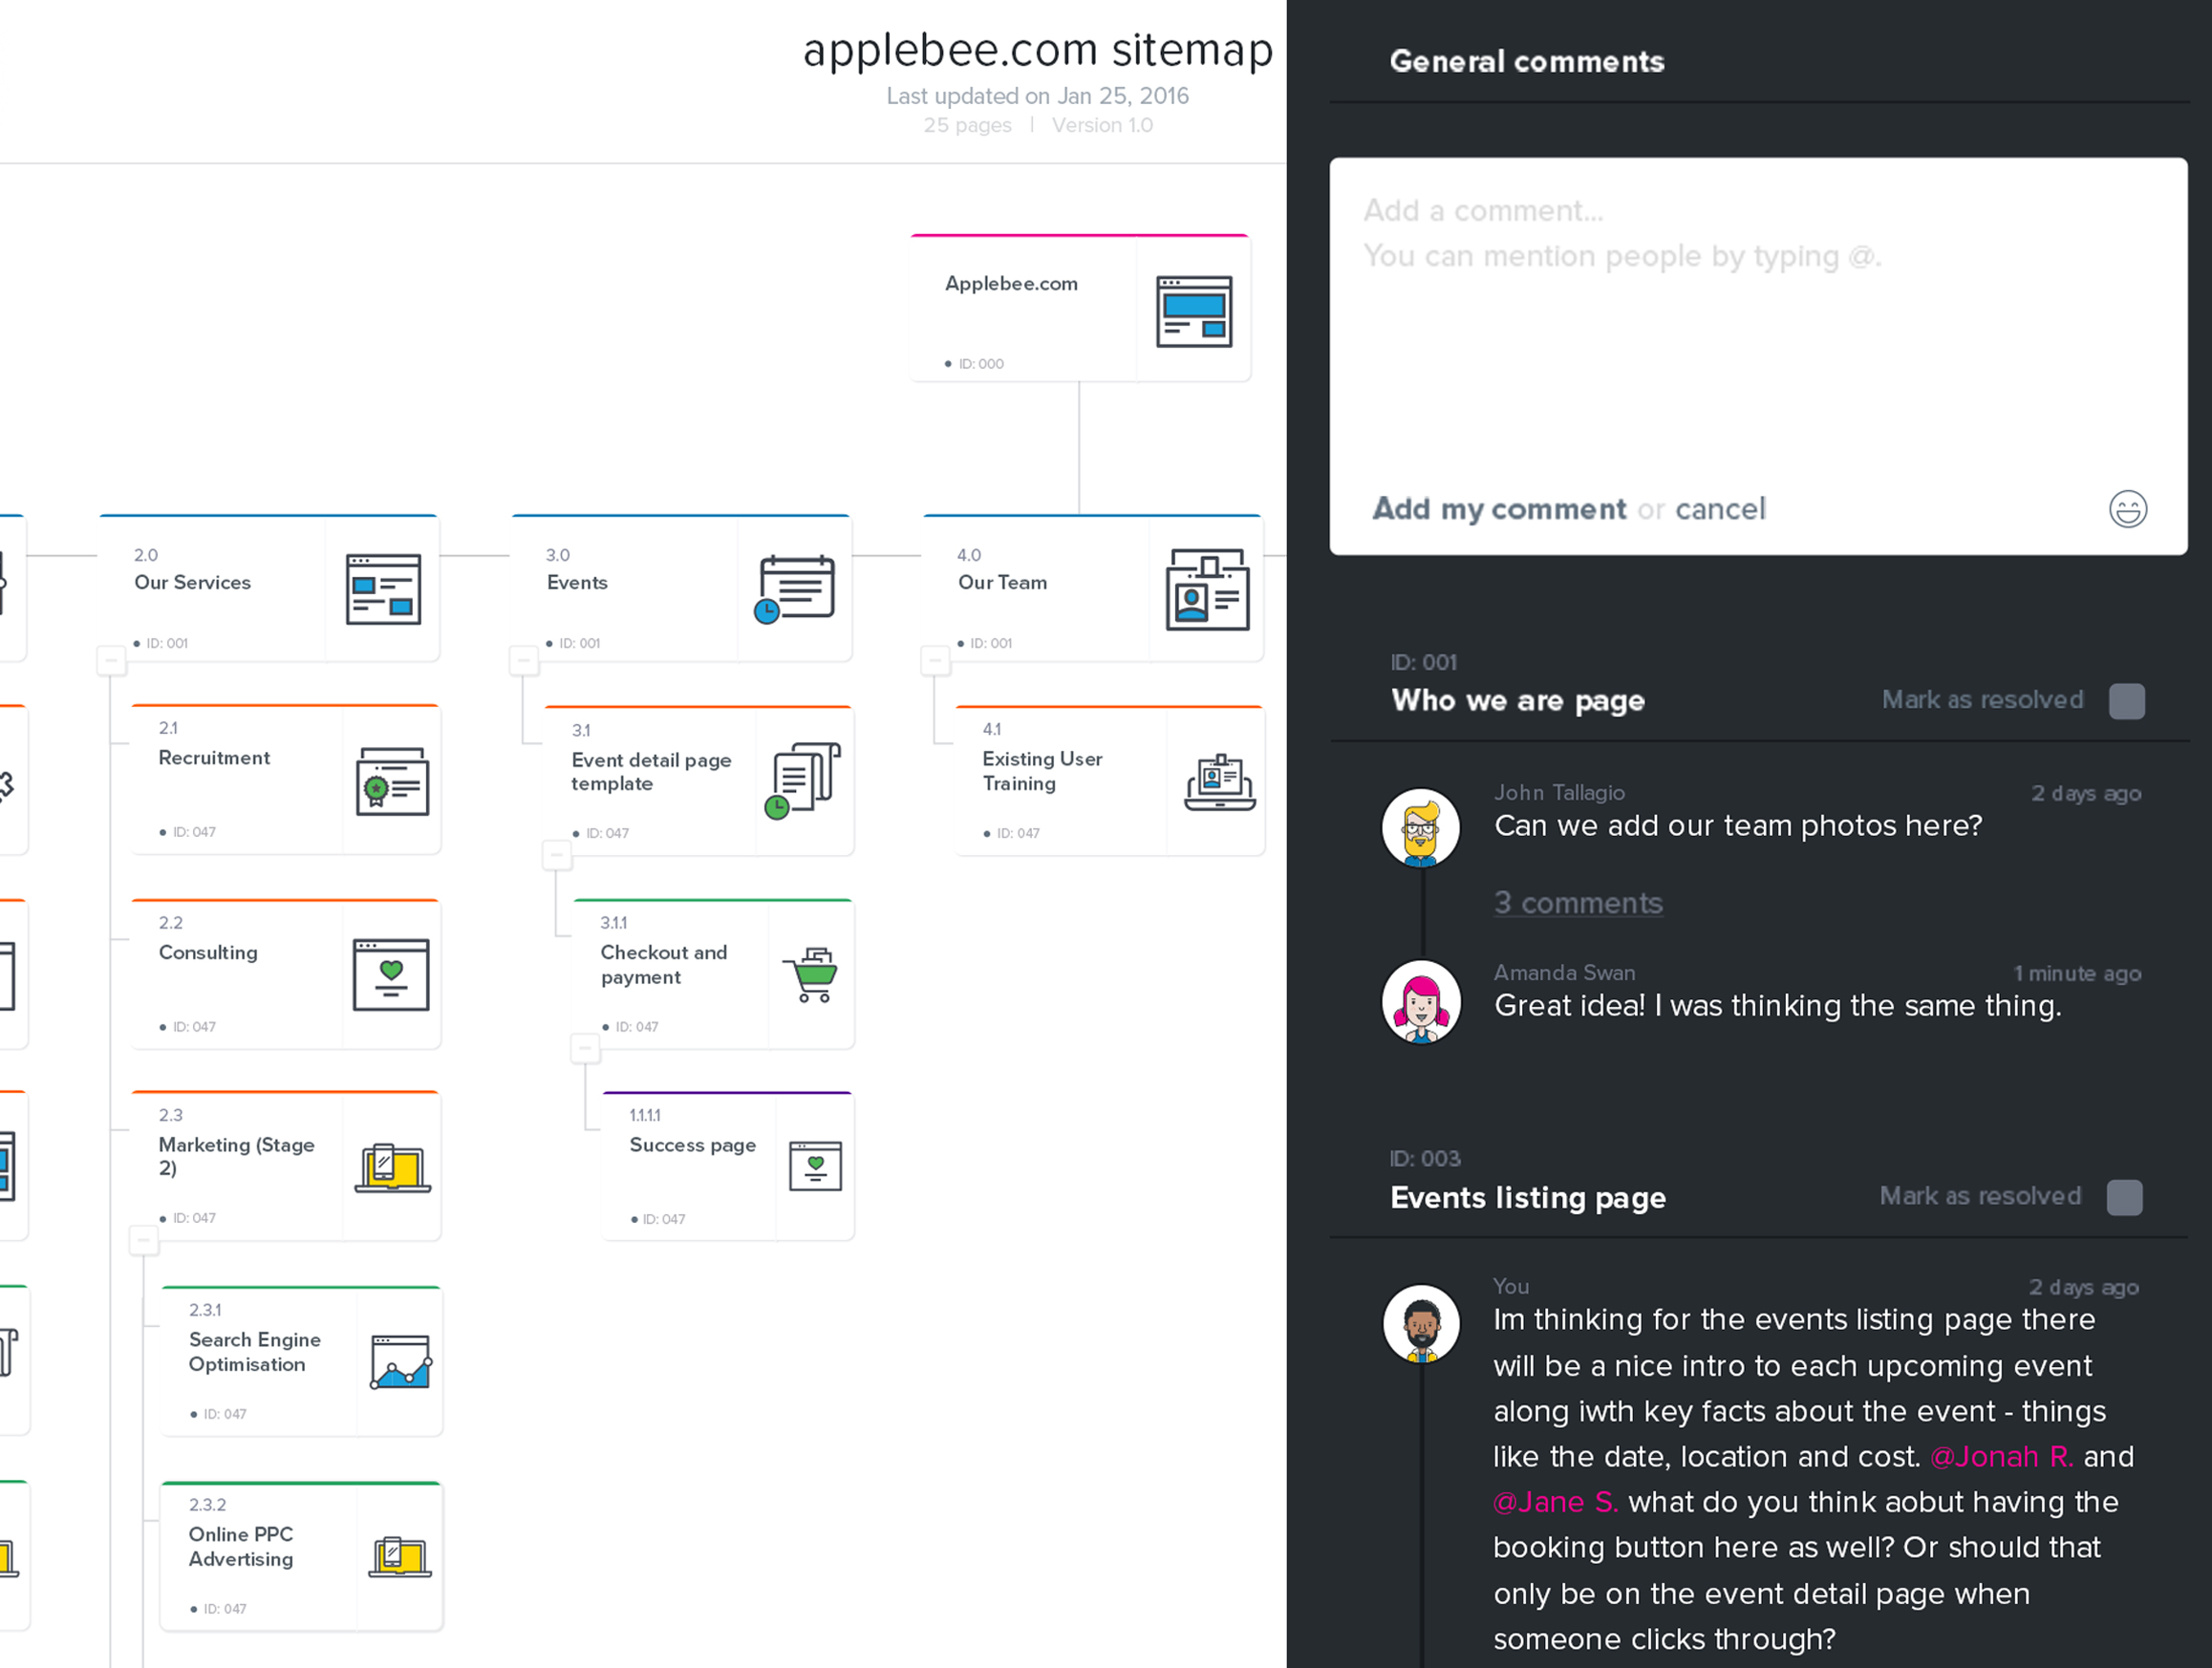 applebee.com sitemap
Last updated on Jan 25, 2016
25 pages | Version 1.0
Applebee.com
ID: 000
2.0
Our Services
ID: 001
2.1
Recruitment
ID: 047
2.2
Consulting
ID: 047
2.3
Marketing (Stage
2)
ID: 047
2.3.1
Search Engine
Optimisation
ID: 047
2.3.2
Online PPC
Advertising
ID: 047
3.0
Events
ID: 001
3.1
Event detail page
template
ID: 047
3.1.1
Checkout and
payment
ID: 047
1.1.1.1
Success page
ID: 047
4.0
Our Team
ID: 001
4.1
Existing User
Training
ID: 047
General comments
Add a comment...
You can mention people by typing @.
Add my comment or cancel
ID: 001
Who we are page
Mark as resolved
John Tallagio
2 days ago
Can we add our team photos here?
3 comments
Amanda Swan
1 minute ago
Great idea! I was thinking the same thing.
ID: 003
Events listing page
Mark as resolved
You
2 days ago
Im thinking for the events listing page there
will be a nice intro to each upcoming event
along iwth key facts about the event - things
like the date, location and cost. @Jonah R. and
@Jane S. what do you think aobut having the
booking button here as well? Or should that
only be on the event detail page when
someone clicks through?